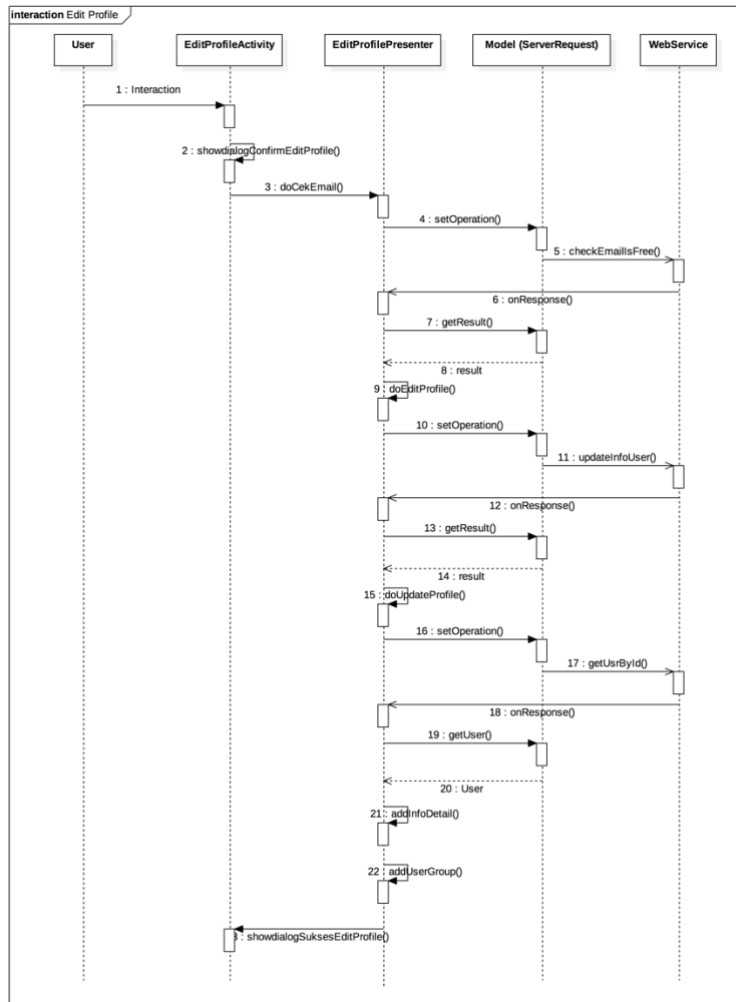 interaction Edit Profile
User
EditProfileActivity
EditProfilePresenter
Model (ServerRequest)
WebService
1 : Interaction
2 : showdialogConfirmEditProfile()
3 : doCekEmail()
4 : setOperation()
5 : checkEmailIsFree()
6 : onResponse()
7 : getResult()
8 : result
9 : doEditProfile()
10 : setOperation()
11 : updateInfoUser()
12 : onResponse()
13 : getResult()
14 : result
15 : doUpdateProfile()
16 : setOperation()
17 : getUsrById()
18 : onResponse()
19 : getUser()
20 : User
21 : addInfoDetail()
22 : addUserGroup()
: showdialogSuksesEditProfile()